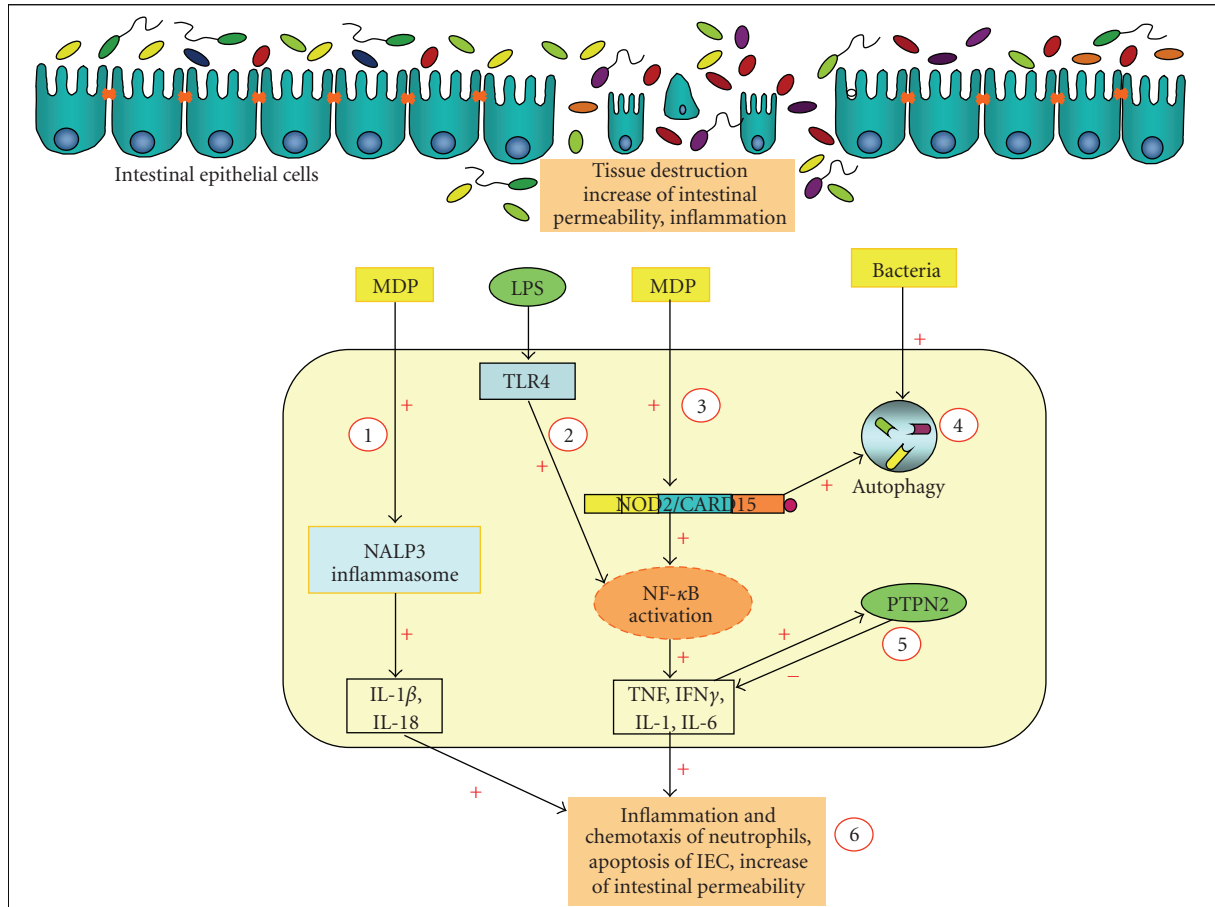 Intestinal epithelial cells
Tissue destruction
increase of intestinal
permeability, inflammation
MDP
LPS
MDP
Bacteria
+
TLR4
+
1
2
+
3
4
+
+
Autophagy
NOD2/CARD15
+
NALP3
inflammasome
NF-κB
activation
PTPN2
+
+
5
+
−
IL-1β,
IL-18
TNF, IFNγ,
IL-1, IL-6
+
+
Inflammation and
chemotaxis of neutrophils,
apoptosis of IEC, increase
of intestinal permeability
6